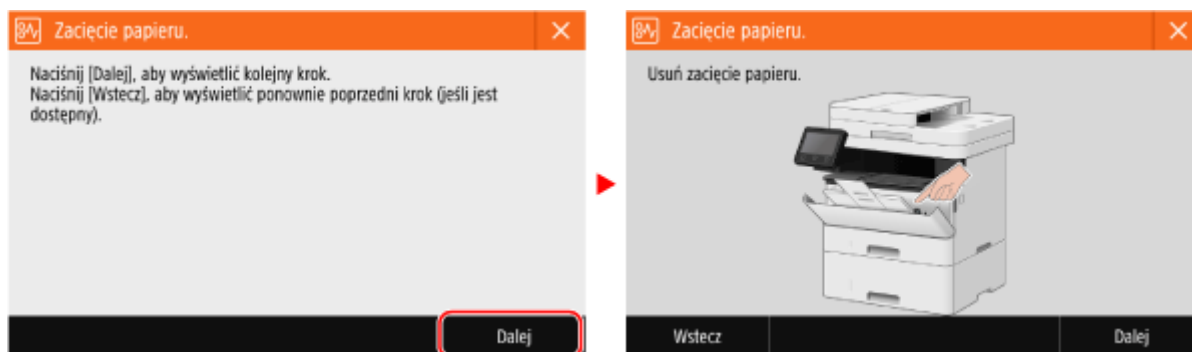 Zacięcie papieru.
Naciśnij [Dalej], aby wyświetlić kolejny krok.
Naciśnij [Wstecz], aby wyświetlić ponownie poprzedni krok (jeśli jest
dostępny).
Dalej
Zacięcie papieru.
Usuń zacięcie papieru.
Wstecz
Dalej